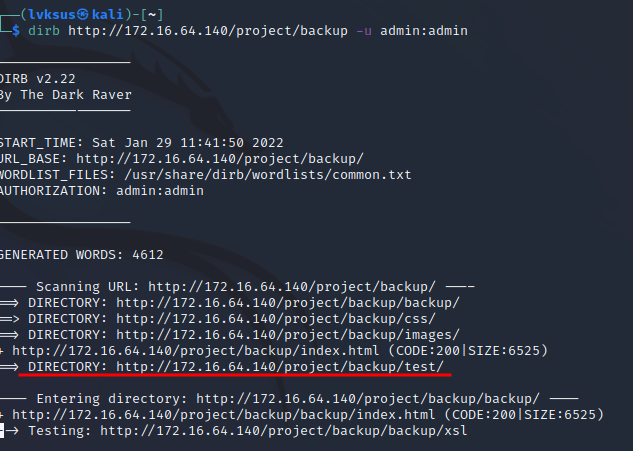 (lvksus㉿kali)-[~]
$ dirb http://172.16.64.140/project/backup -u admin:admin
-----------------
DIRB v2.22
By The Dark Raver
-----------------
START_TIME: Sat Jan 29 11:41:50 2022
URL_BASE: http://172.16.64.140/project/backup/
WORDLIST_FILES: /usr/share/dirb/wordlists/common.txt
AUTHORIZATION: admin:admin
-----------------
GENERATED WORDS: 4612
---- Scanning URL: http://172.16.64.140/project/backup/ ----
==> DIRECTORY: http://172.16.64.140/project/backup/backup/
==> DIRECTORY: http://172.16.64.140/project/backup/css/
==> DIRECTORY: http://172.16.64.140/project/backup/images/
+ http://172.16.64.140/project/backup/index.html (CODE:200|SIZE:6525)
==> DIRECTORY: http://172.16.64.140/project/backup/test/
---- Entering directory: http://172.16.64.140/project/backup/backup/ ----
+ http://172.16.64.140/project/backup/backup/index.html (CODE:200|SIZE:6525)
--> Testing: http://172.16.64.140/project/backup/backup/xsl